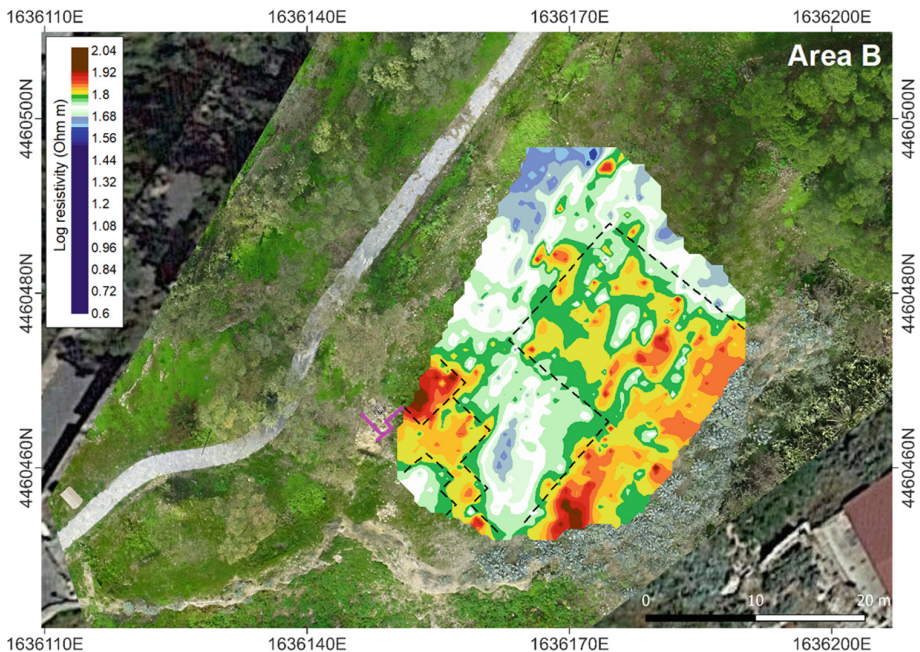 1636110E 1636140E 1636170E 1636200E
Area B
2.04
1.92
1.8
1.68
1.56
1.44
1.32
1.2
1.08
0.96
0.84
0.72
0.6
Log resistivity (Ohm m)
4460500N 4460500N
4460480N 4460480N
4460460N 4460460N
0 10 20 m
1636110E 1636140E 1636170E 1636200E